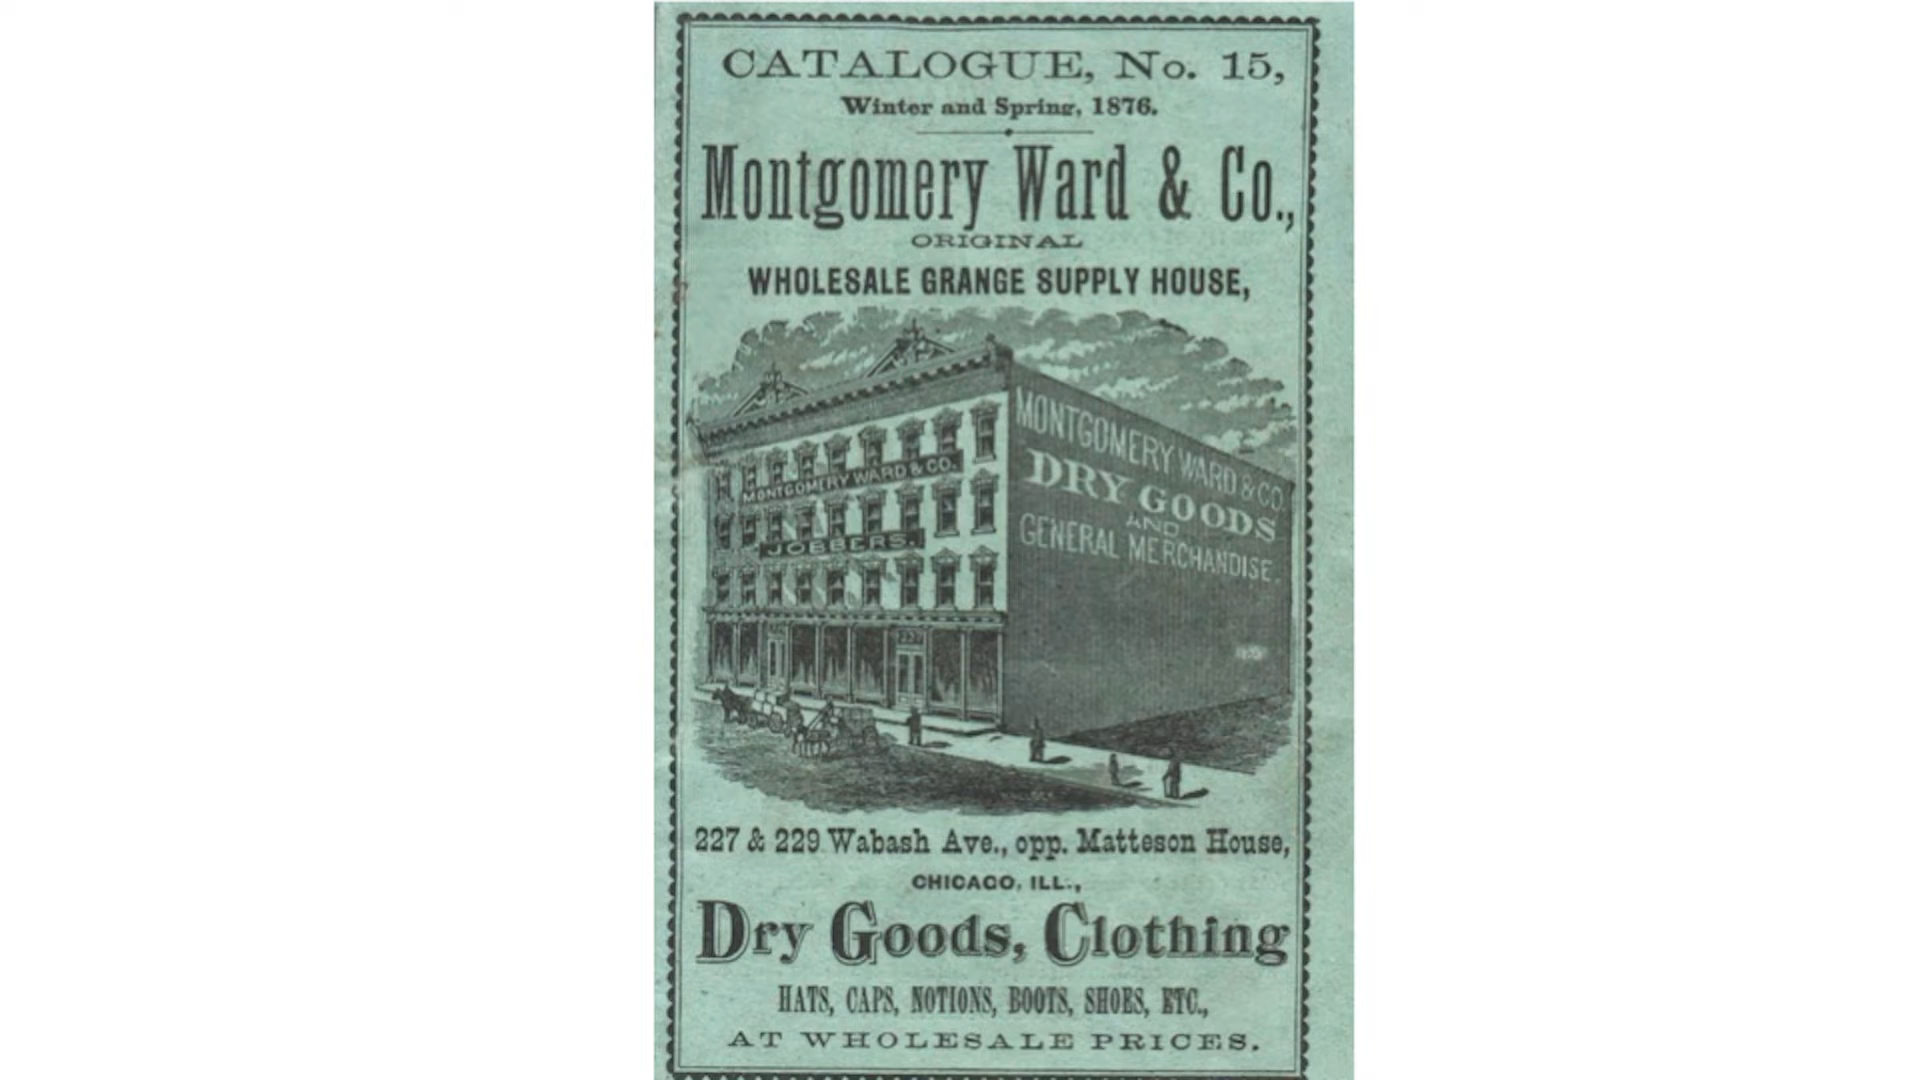 CATALOGUE, No. 15,
Winter and Spring, 1876.
Montgomery Ward & Co.,
ORIGINAL
WHOLESALE GRANGE SUPPLY HOUSE,
MONTGOMERY WARD & CO.
DRY GOODS
AND
GENERAL MERCHANDISE.
MONTGOMERY WARD & CO.
JOBBERS.
227
227 & 229 Wabash Ave., opp. Matteson House,
CHICAGO, ILL.,
Dry Goods, Clothing
HATS, CAPS, NOTIONS, BOOTS, SHOES, ETC.,
AT WHOLESALE PRICES.